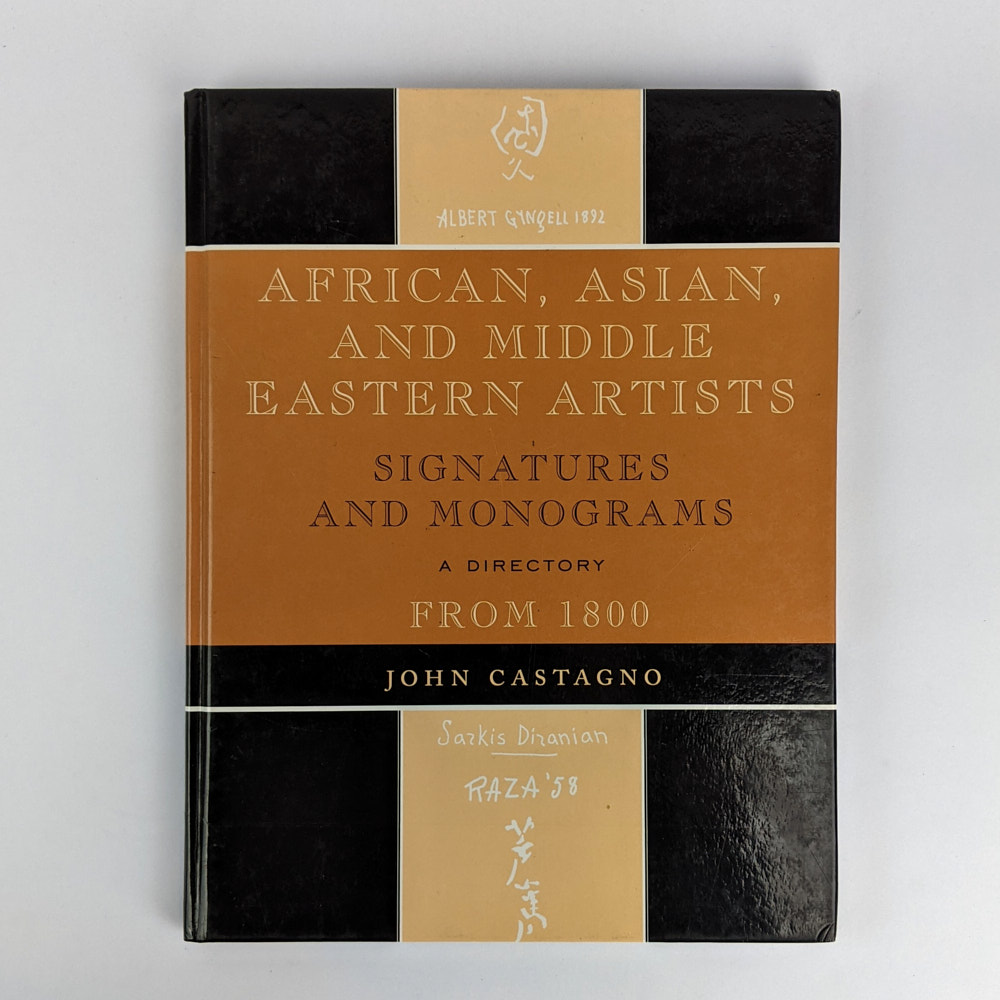 ALBERT GYNGELL 1892
AFRICAN, ASIAN,
AND MIDDLE
EASTERN ARTISTS
SIGNATURES
AND MONOGRAMS
A DIRECTORY
FROM 1800
JOHN CASTAGNO
Sarkis Diranian
RAZA '58